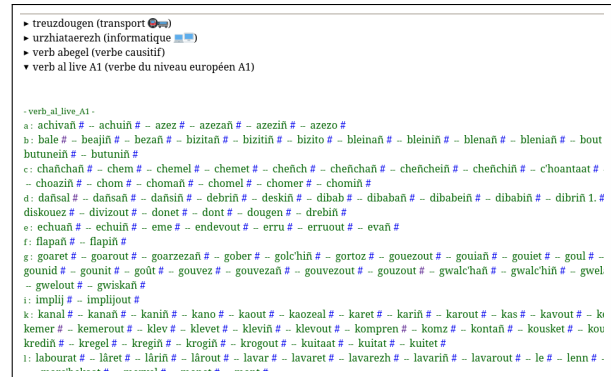 ▸ treuzdougen (transport 🚇🚛)
▸ urzhiataerezh (informatique 💻🖥)
▸ verb abegel (verbe causitif)
▾ verb al live A1 (verbe du niveau européen A1)
- verb_al_live_A1 -
a : achivañ # -- achuiñ # -- azez # -- azezañ # -- azeziñ # -- azezo #
b : bale # -- beajiñ # -- bezañ # -- bizitañ # -- bizitiñ # -- bizito # -- bleinañ # -- bleiniñ # -- blenañ # -- bleniañ # -- bout
butuneiñ # -- butuniñ #
c : chañchañ # -- chem # -- chemel # -- chemet # -- cheñch # -- cheñchañ # -- cheñcheiñ # -- cheñchiñ # -- c'hoantaat #
-- choaziñ # -- chom # -- chomañ # -- chomel # -- chomer # -- chomiñ #
d : dañsal # -- dañsañ # -- dañsiñ # -- debriñ # -- deskiñ # -- dibab # -- dibabañ # -- dibabeiñ # -- dibabiñ # -- dibriñ 1. #
diskouez # -- divizout # -- donet # -- dont # -- dougen # -- drebiñ #
e : echuañ # -- echuiñ # -- eme # -- endevout # -- erru # -- erruout # -- evañ #
f : flapañ # -- flapiñ #
g : goaret # -- goarout # -- goarzezañ # -- gober # -- golc'hiñ # -- gortoz # -- gouezout # -- gouiañ # -- gouiet # -- goul # --
gounid # -- gounit # -- goût # -- gouvez # -- gouvezañ # -- gouvezout # -- gouzout # -- gwalc'hañ # -- gwalc'hiñ # -- gwel
-- gwelout # -- gwiskañ #
i : implij # -- implijout #
k : kanal # -- kanañ # -- kaniñ # -- kano # -- kaout # -- kaozeal # -- karet # -- kariñ # -- karout # -- kas # -- kavout # -- k
kemer # -- kemerout # -- klev # -- klevet # -- kleviñ # -- klevout # -- kompren # -- komz # -- kontañ # -- kousket # -- kou
krediñ # -- kregel # -- kregiñ # -- krogiñ # -- krogout # -- kuitaat # -- kuitat # -- kuitet #
l : labourat # -- lâret # -- lâriñ # -- lârout # -- lavar # -- lavaret # -- lavarezh # -- lavariñ # -- lavarout # -- le # -- lenn # --